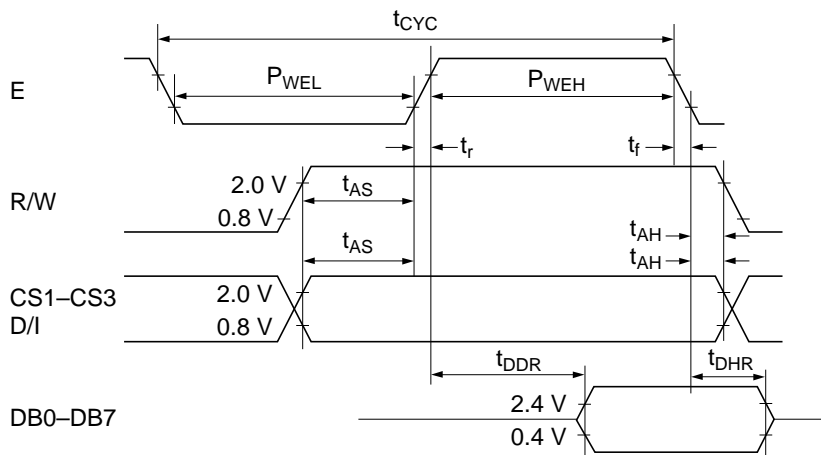 tCYC
E
PWEL
PWEH
tr
tf
R/W
2.0 V
0.8 V
tAS
tAS
tAH
tAH
CS1–CS3
D/I
2.0 V
0.8 V
tDDR
tDHR
DB0–DB7
2.4 V
0.4 V